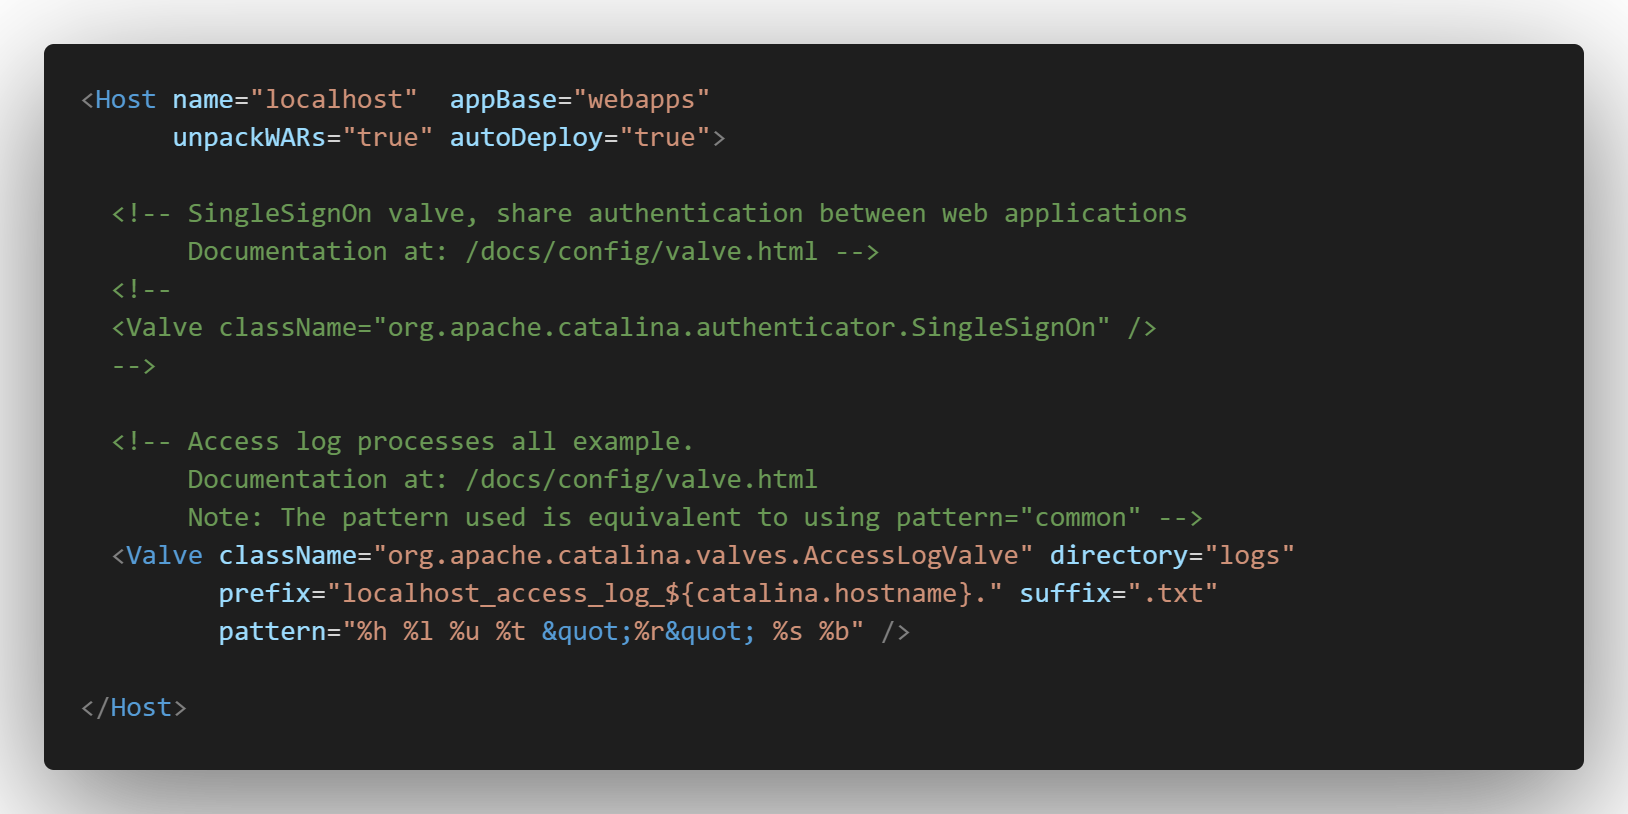 <Host name="localhost"  appBase="webapps"
      unpackWARs="true" autoDeploy="true">

  <!-- SingleSignOn valve, share authentication between web applications
       Documentation at: /docs/config/valve.html -->
  <!--
  <Valve className="org.apache.catalina.authenticator.SingleSignOn" />
  -->

  <!-- Access log processes all example.
       Documentation at: /docs/config/valve.html
       Note: The pattern used is equivalent to using pattern="common" -->
  <Valve className="org.apache.catalina.valves.AccessLogValve" directory="logs"
         prefix="localhost_access_log_${catalina.hostname}." suffix=".txt"
         pattern="%h %l %u %t &quot;%r&quot; %s %b" />

</Host>